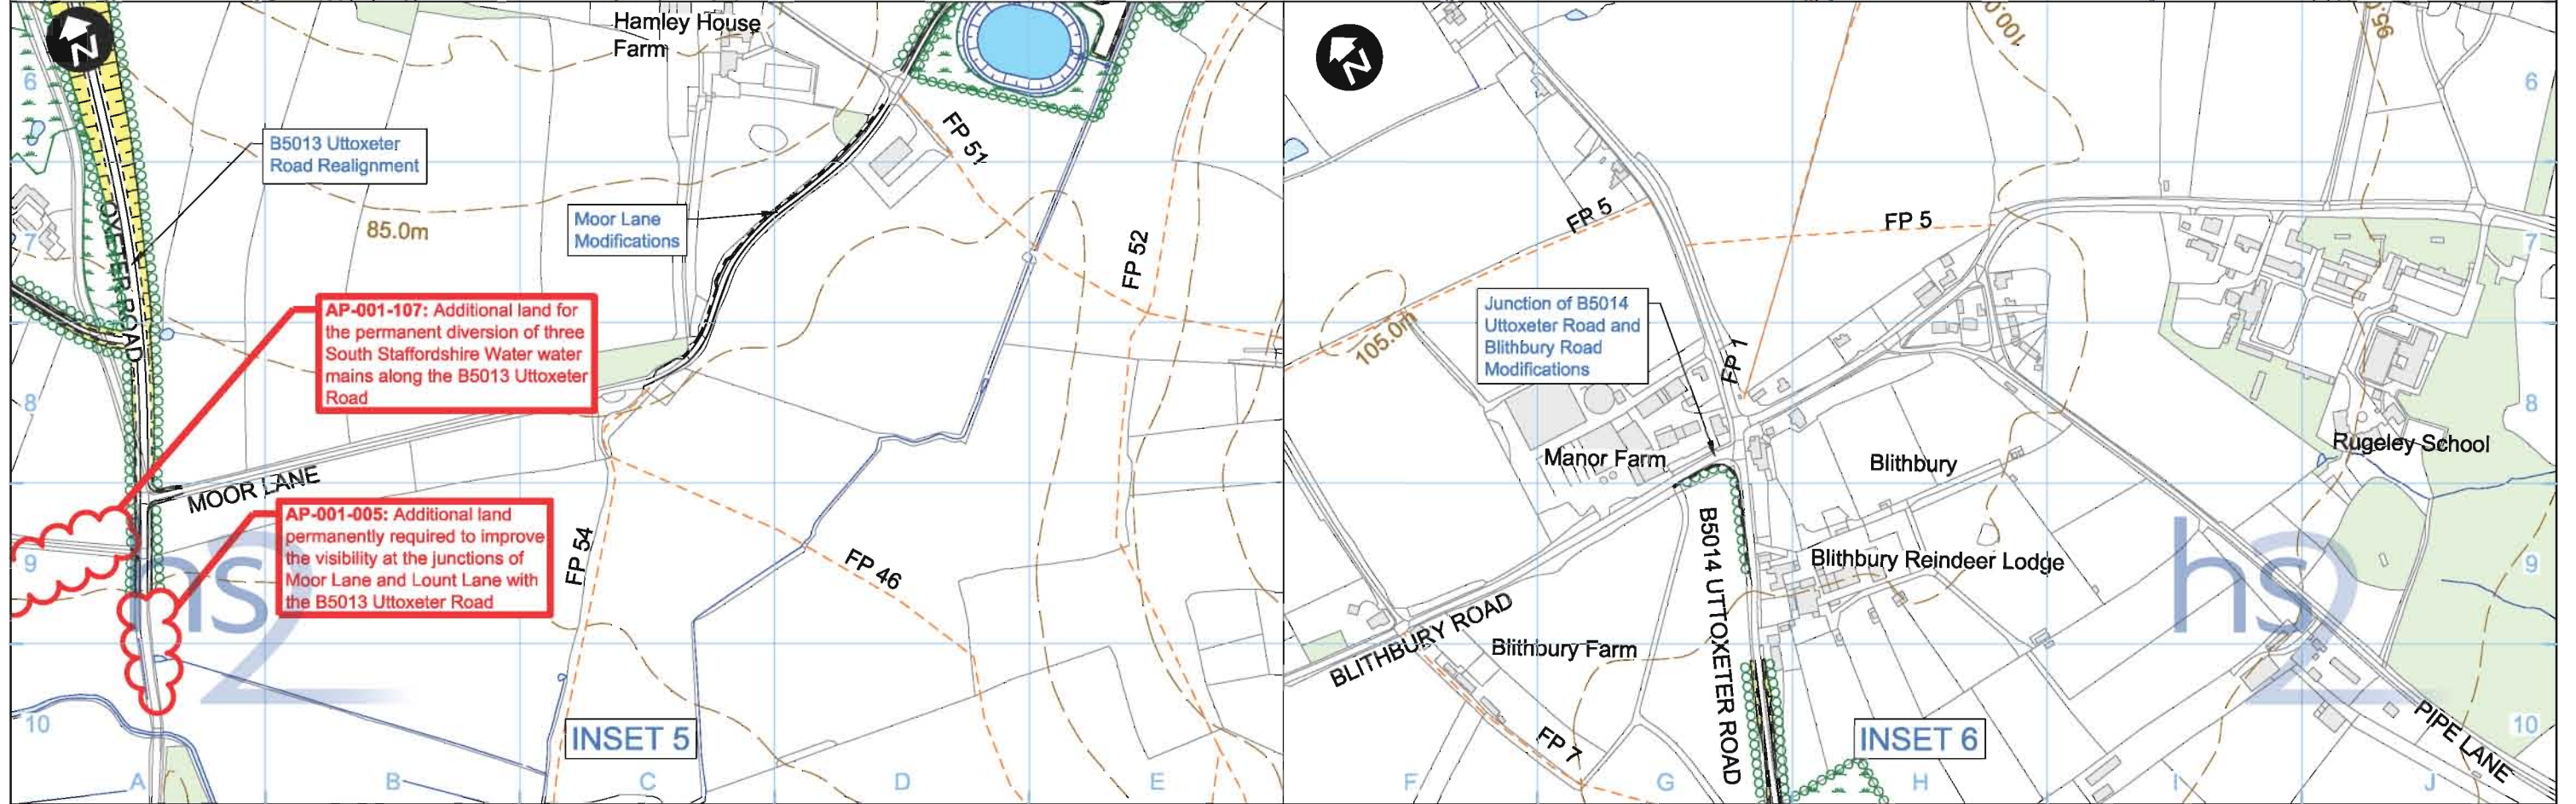 N
6
Hamley House
Farm
B5013 Uttoxeter
Road Realignment
FP 51
Moor Lane
Modifications
85.0m
7
FP 52
AP-001-107: Additional land for
the permanent diversion of three
South Staffordshire Water water
mains along the B5013 Uttoxeter
Road
8
MOOR LANE
AP-001-005: Additional land
permanently required to improve
the visibility at the junctions of
Moor Lane and Lount Lane with
the B5013 Uttoxeter Road
9
hs2
FP 54
FP 46
10
INSET 5
A
B
C
D
E
N
100.0
95.0
6
FP 5
FP 5
7
Junction of B5014
Uttoxeter Road and
Blithbury Road
Modifications
105.0m
FP 1
8
Manor Farm
Blithbury
Rugeley School
B5014 UTTOXETER ROAD
Blithbury Reindeer Lodge
hs2
9
BLITHBURY ROAD
Blithbury Farm
FP 7
INSET 6
PIPE LANE
10
F
G
H
I
J